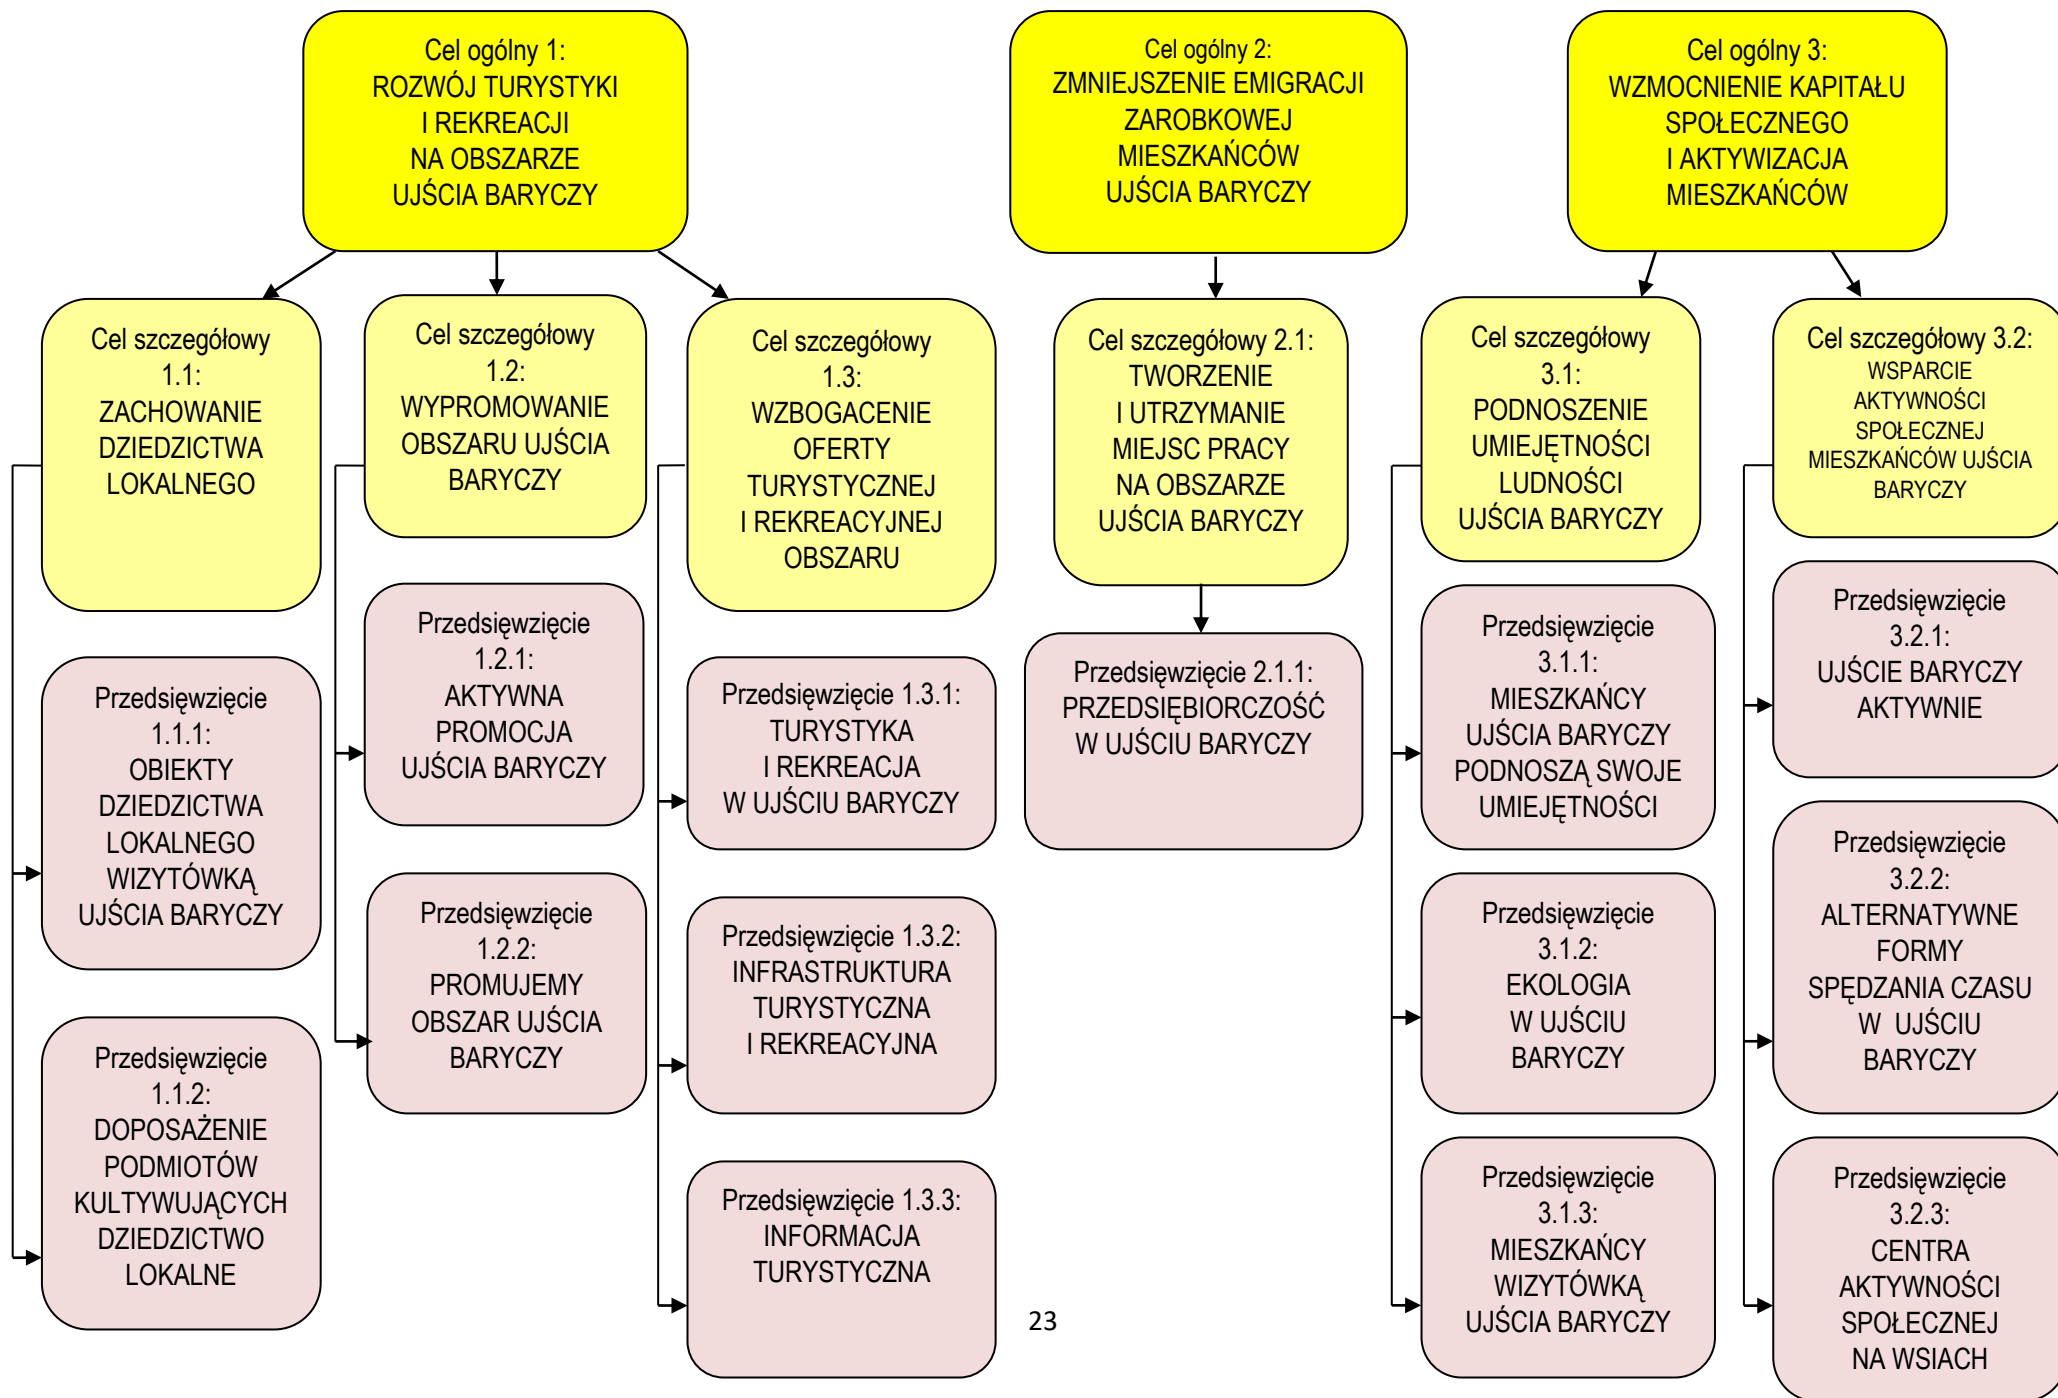 Cel ogólny 1:
ROZWÓJ TURYSTYKI
I REKREACJI
NA OBSZARZE
UJŚCIA BARYCZY
Cel ogólny 2:
ZMNIEJSZENIE EMIGRACJI
ZAROBKOWEJ
MIESZKAŃCÓW
UJŚCIA BARYCZY
Cel ogólny 3:
WZMOCNIENIE KAPITAŁU
SPOŁECZNEGO
I AKTYWIZACJA
MIESZKAŃCÓW
Cel szczegółowy
1.1:
ZACHOWANIE
DZIEDZICTWA
LOKALNEGO
Cel szczegółowy
1.2:
WYPROMOWANIE
OBSZARU UJŚCIA
BARYCZY
Cel szczegółowy
1.3:
WZBOGACENIE
OFERTY
TURYSTYCZNEJ
I REKREACYJNEJ
OBSZARU
Cel szczegółowy 2.1:
TWORZENIE
I UTRZYMANIE
MIEJSC PRACY
NA OBSZARZE
UJŚCIA BARYCZY
Cel szczegółowy
3.1:
PODNOSZENIE
UMIEJĘTNOŚCI
LUDNOŚCI
UJŚCIA BARYCZY
Cel szczegółowy 3.2:
WSPARCIE
AKTYWNOŚCI
SPOŁECZNEJ
MIESZKAŃCÓW UJŚCIA
BARYCZY
Przedsięwzięcie
1.1.1:
OBIEKTY
DZIEDZICTWA
LOKALNEGO
WIZYTÓWKĄ
UJŚCIA BARYCZY
Przedsięwzięcie
1.2.1:
AKTYWNA
PROMOCJA
UJŚCIA BARYCZY
Przedsięwzięcie 1.3.1:
TURYSTYKA
I REKREACJA
W UJŚCIU BARYCZY
Przedsięwzięcie 2.1.1:
PRZEDSIĘBIORCZOŚĆ
W UJŚCIU BARYCZY
Przedsięwzięcie
3.1.1:
MIESZKAŃCY
UJŚCIA BARYCZY
PODNOSZĄ SWOJE
UMIEJĘTNOŚCI
Przedsięwzięcie
3.2.1:
UJŚCIE BARYCZY
AKTYWNIE
Przedsięwzięcie
1.1.2:
DOPOSAŻENIE
PODMIOTÓW
KULTYWUJĄCYCH
DZIEDZICTWO
LOKALNE
Przedsięwzięcie
1.2.2:
PROMUJEMY
OBSZAR UJŚCIA
BARYCZY
Przedsięwzięcie 1.3.2:
INFRASTRUKTURA
TURYSTYCZNA
I REKREACYJNA
Przedsięwzięcie
3.1.2:
EKOLOGIA
W UJŚCIU
BARYCZY
Przedsięwzięcie
3.2.2:
ALTERNATYWNE
FORMY
SPĘDZANIA CZASU
W UJŚCIU
BARYCZY
Przedsięwzięcie 1.3.3:
INFORMACJA
TURYSTYCZNA
Przedsięwzięcie
3.1.3:
MIESZKAŃCY
WIZYTÓWKĄ
UJŚCIA BARYCZY
Przedsięwzięcie
3.2.3:
CENTRA
AKTYWNOŚCI
SPOŁECZNEJ
NA WSIACH
23